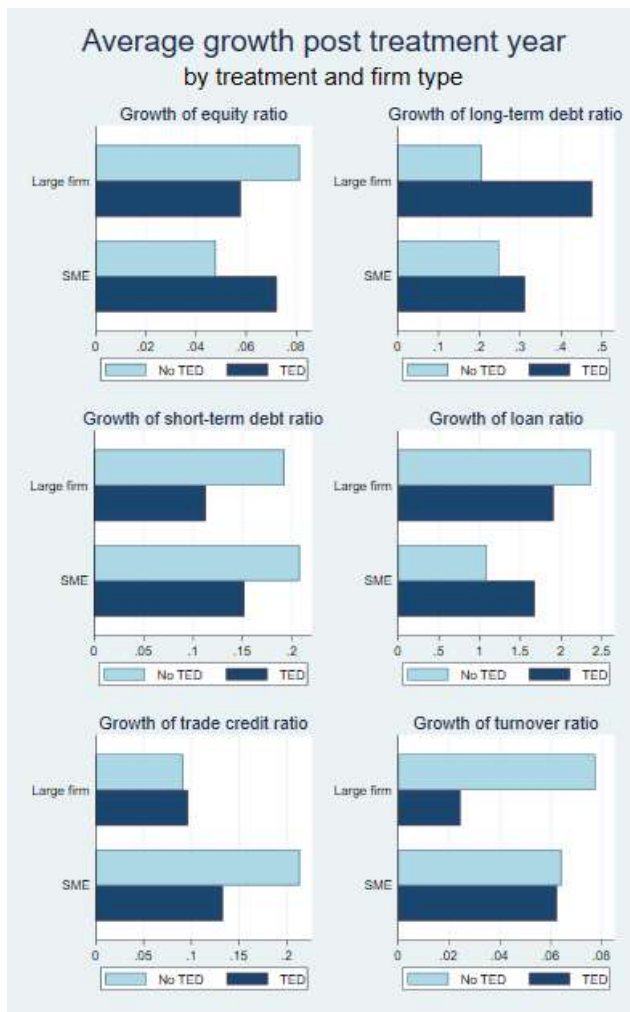 Average growth post treatment year
by treatment and firm type
Growth of equity ratio
Large firm
SME
0 .02 .04 .06 .08
No TED TED
Growth of long-term debt ratio
Large firm
SME
0 .1 .2 .3 .4 .5
No TED TED
Growth of short-term debt ratio
Large firm
SME
0 .05 .1 .15 .2
No TED TED
Growth of loan ratio
Large firm
SME
0 .5 1 1.5 2 2.5
No TED TED
Growth of trade credit ratio
Large firm
SME
0 .05 .1 .15 .2
No TED TED
Growth of turnover ratio
Large firm
SME
0 .02 .04 .06 .08
No TED TED